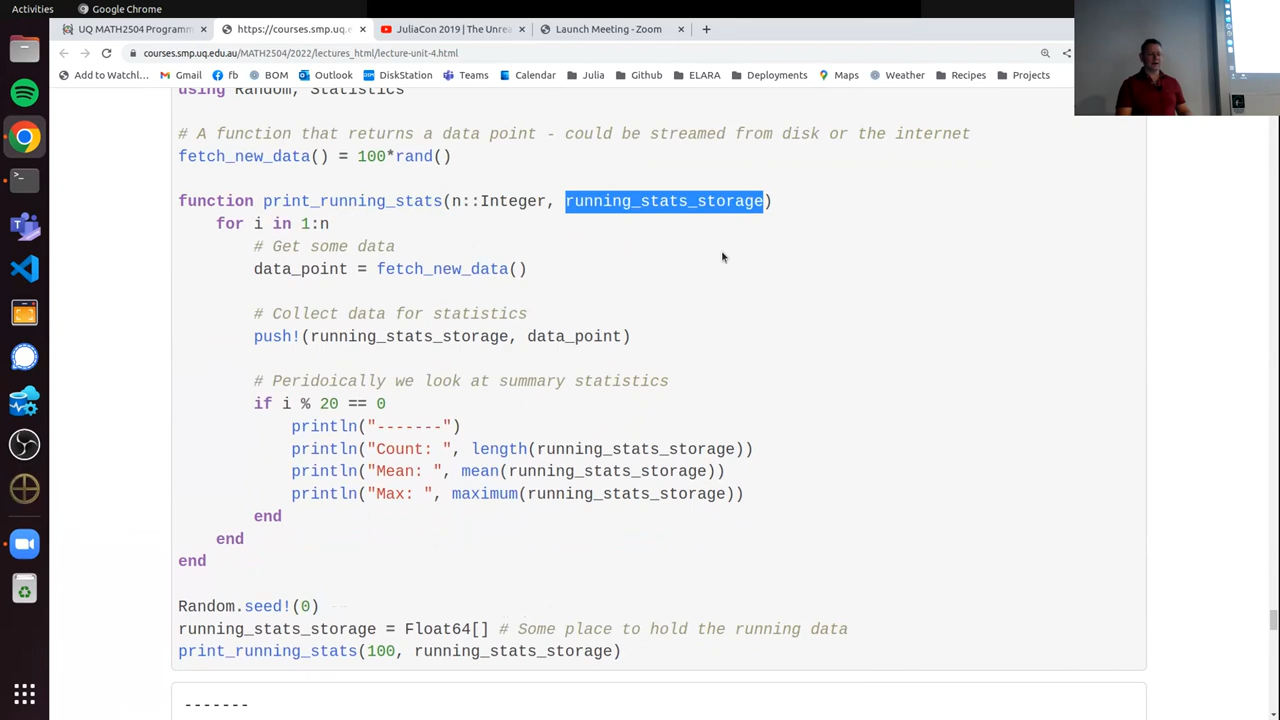 Activities
Google Chrome
UQ MATH2504 Programm
https://courses.smp.uq.e
JuliaCon 2019 | The Unrea
Launch Meeting - Zoom
courses.smp.uq.edu.au/MATH2504/2022/lectures_html/lecture-unit-4.html
Add to Watchl...
Gmail
fb
BOM
Outlook
DiskStation
Teams
Calendar
Julia
Github
ELARA
Deployments
Maps
Weather
Recipes
Projects
using Random, Statistics
# A function that returns a data point - could be streamed from disk or the internet
fetch_new_data() = 100*rand()
function print_running_stats(n::Integer, running_stats_storage)
for i in 1:n
# Get some data
data_point = fetch_new_data()
# Collect data for statistics
push!(running_stats_storage, data_point)
# Peridoically we look at summary statistics
if i % 20 == 0
println("-------")
println("Count: ", length(running_stats_storage))
println("Mean: ", mean(running_stats_storage))
println("Max: ", maximum(running_stats_storage))
end
end
end
Random.seed!(0)
running_stats_storage = Float64[] # Some place to hold the running data
print_running_stats(100, running_stats_storage)
-------